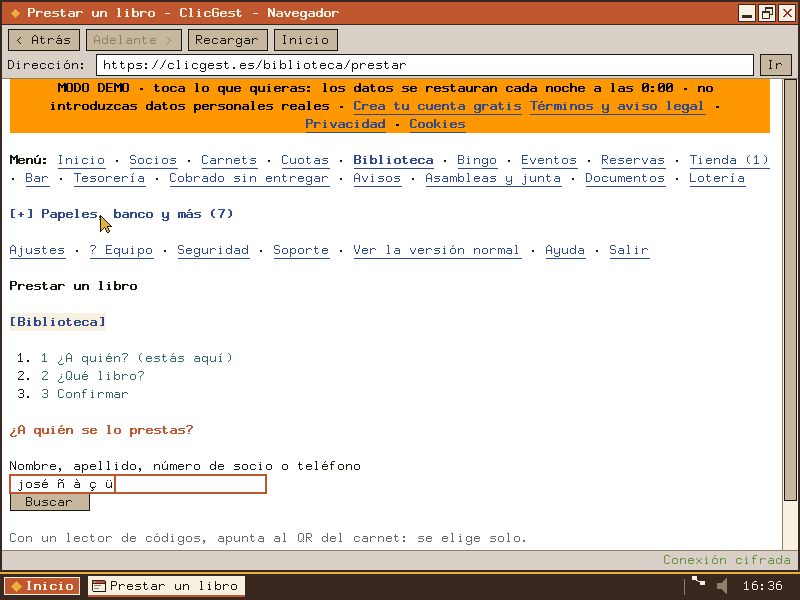 Prestar un libro - ClicGest - Navegador
< Atrás Adelante > Recargar Inicio
Dirección: https://clicgest.es/biblioteca/prestar Ir
MODO DEMO · toca lo que quieras: los datos se restauran cada noche a las 0:00 · no
introduzcas datos personales reales · Crea tu cuenta gratis Términos y aviso legal ·
Privacidad · Cookies
Menú: Inicio · Socios · Carnets · Cuotas · Biblioteca · Bingo · Eventos · Reservas · Tienda (1)
· Bar · Tesorería · Cobrado sin entregar · Avisos · Asambleas y junta · Documentos · Lotería
[+] Papeles, banco y más (7)
Ajustes · ? Equipo · Seguridad · Soporte · Ver la versión normal · Ayuda · Salir
Prestar un libro
[Biblioteca]
1. 1 ¿A quién? (estás aquí)
2. 2 ¿Qué libro?
3. 3 Confirmar
¿A quién se lo prestas?
Nombre, apellido, número de socio o teléfono
josé ñ à ç ü
Buscar
Con un lector de códigos, apunta al QR del carnet: se elige solo.
Conexión cifrada
Inicio Prestar un libro 16:36